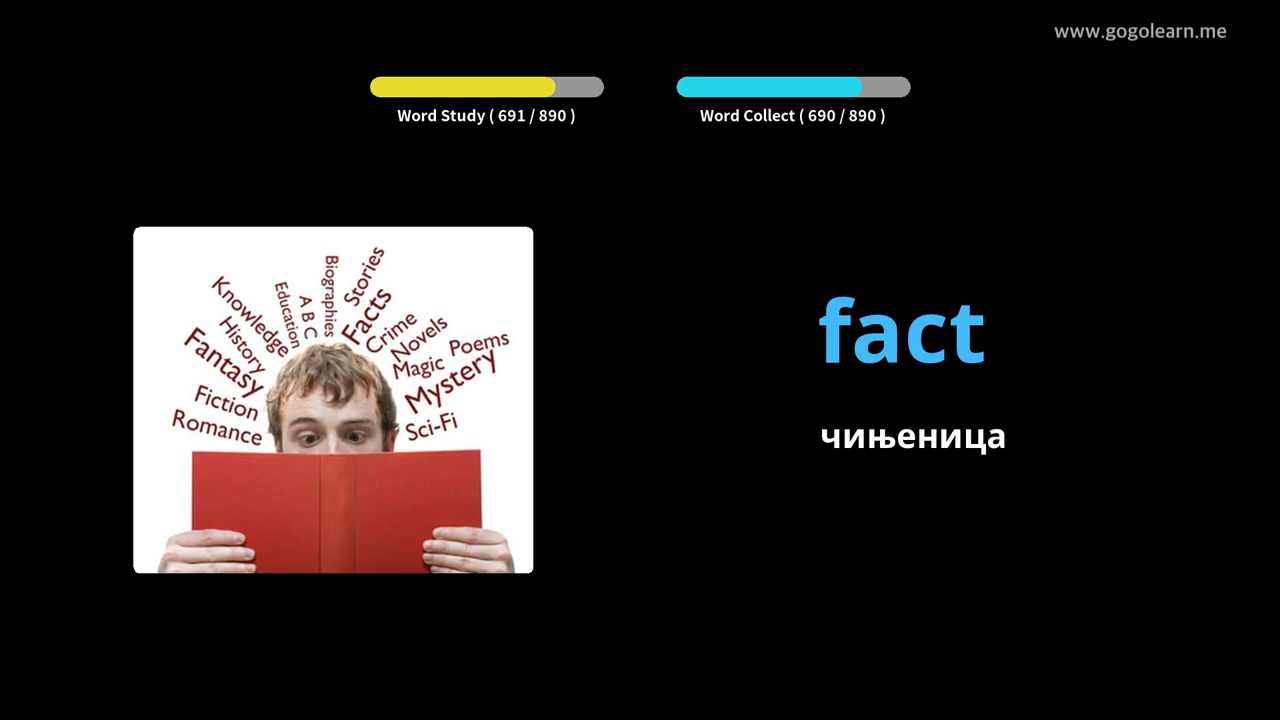 www.gogolearn.me
Word Study ( 691 / 890 )
Word Collect ( 690 / 890 )
Romance
Fiction
Fantasy
History
Knowledge
Education
A B C
Biographies
Stories
Facts
Crime
Novels
Magic
Poems
Mystery
Sci-Fi
fact
чињеница